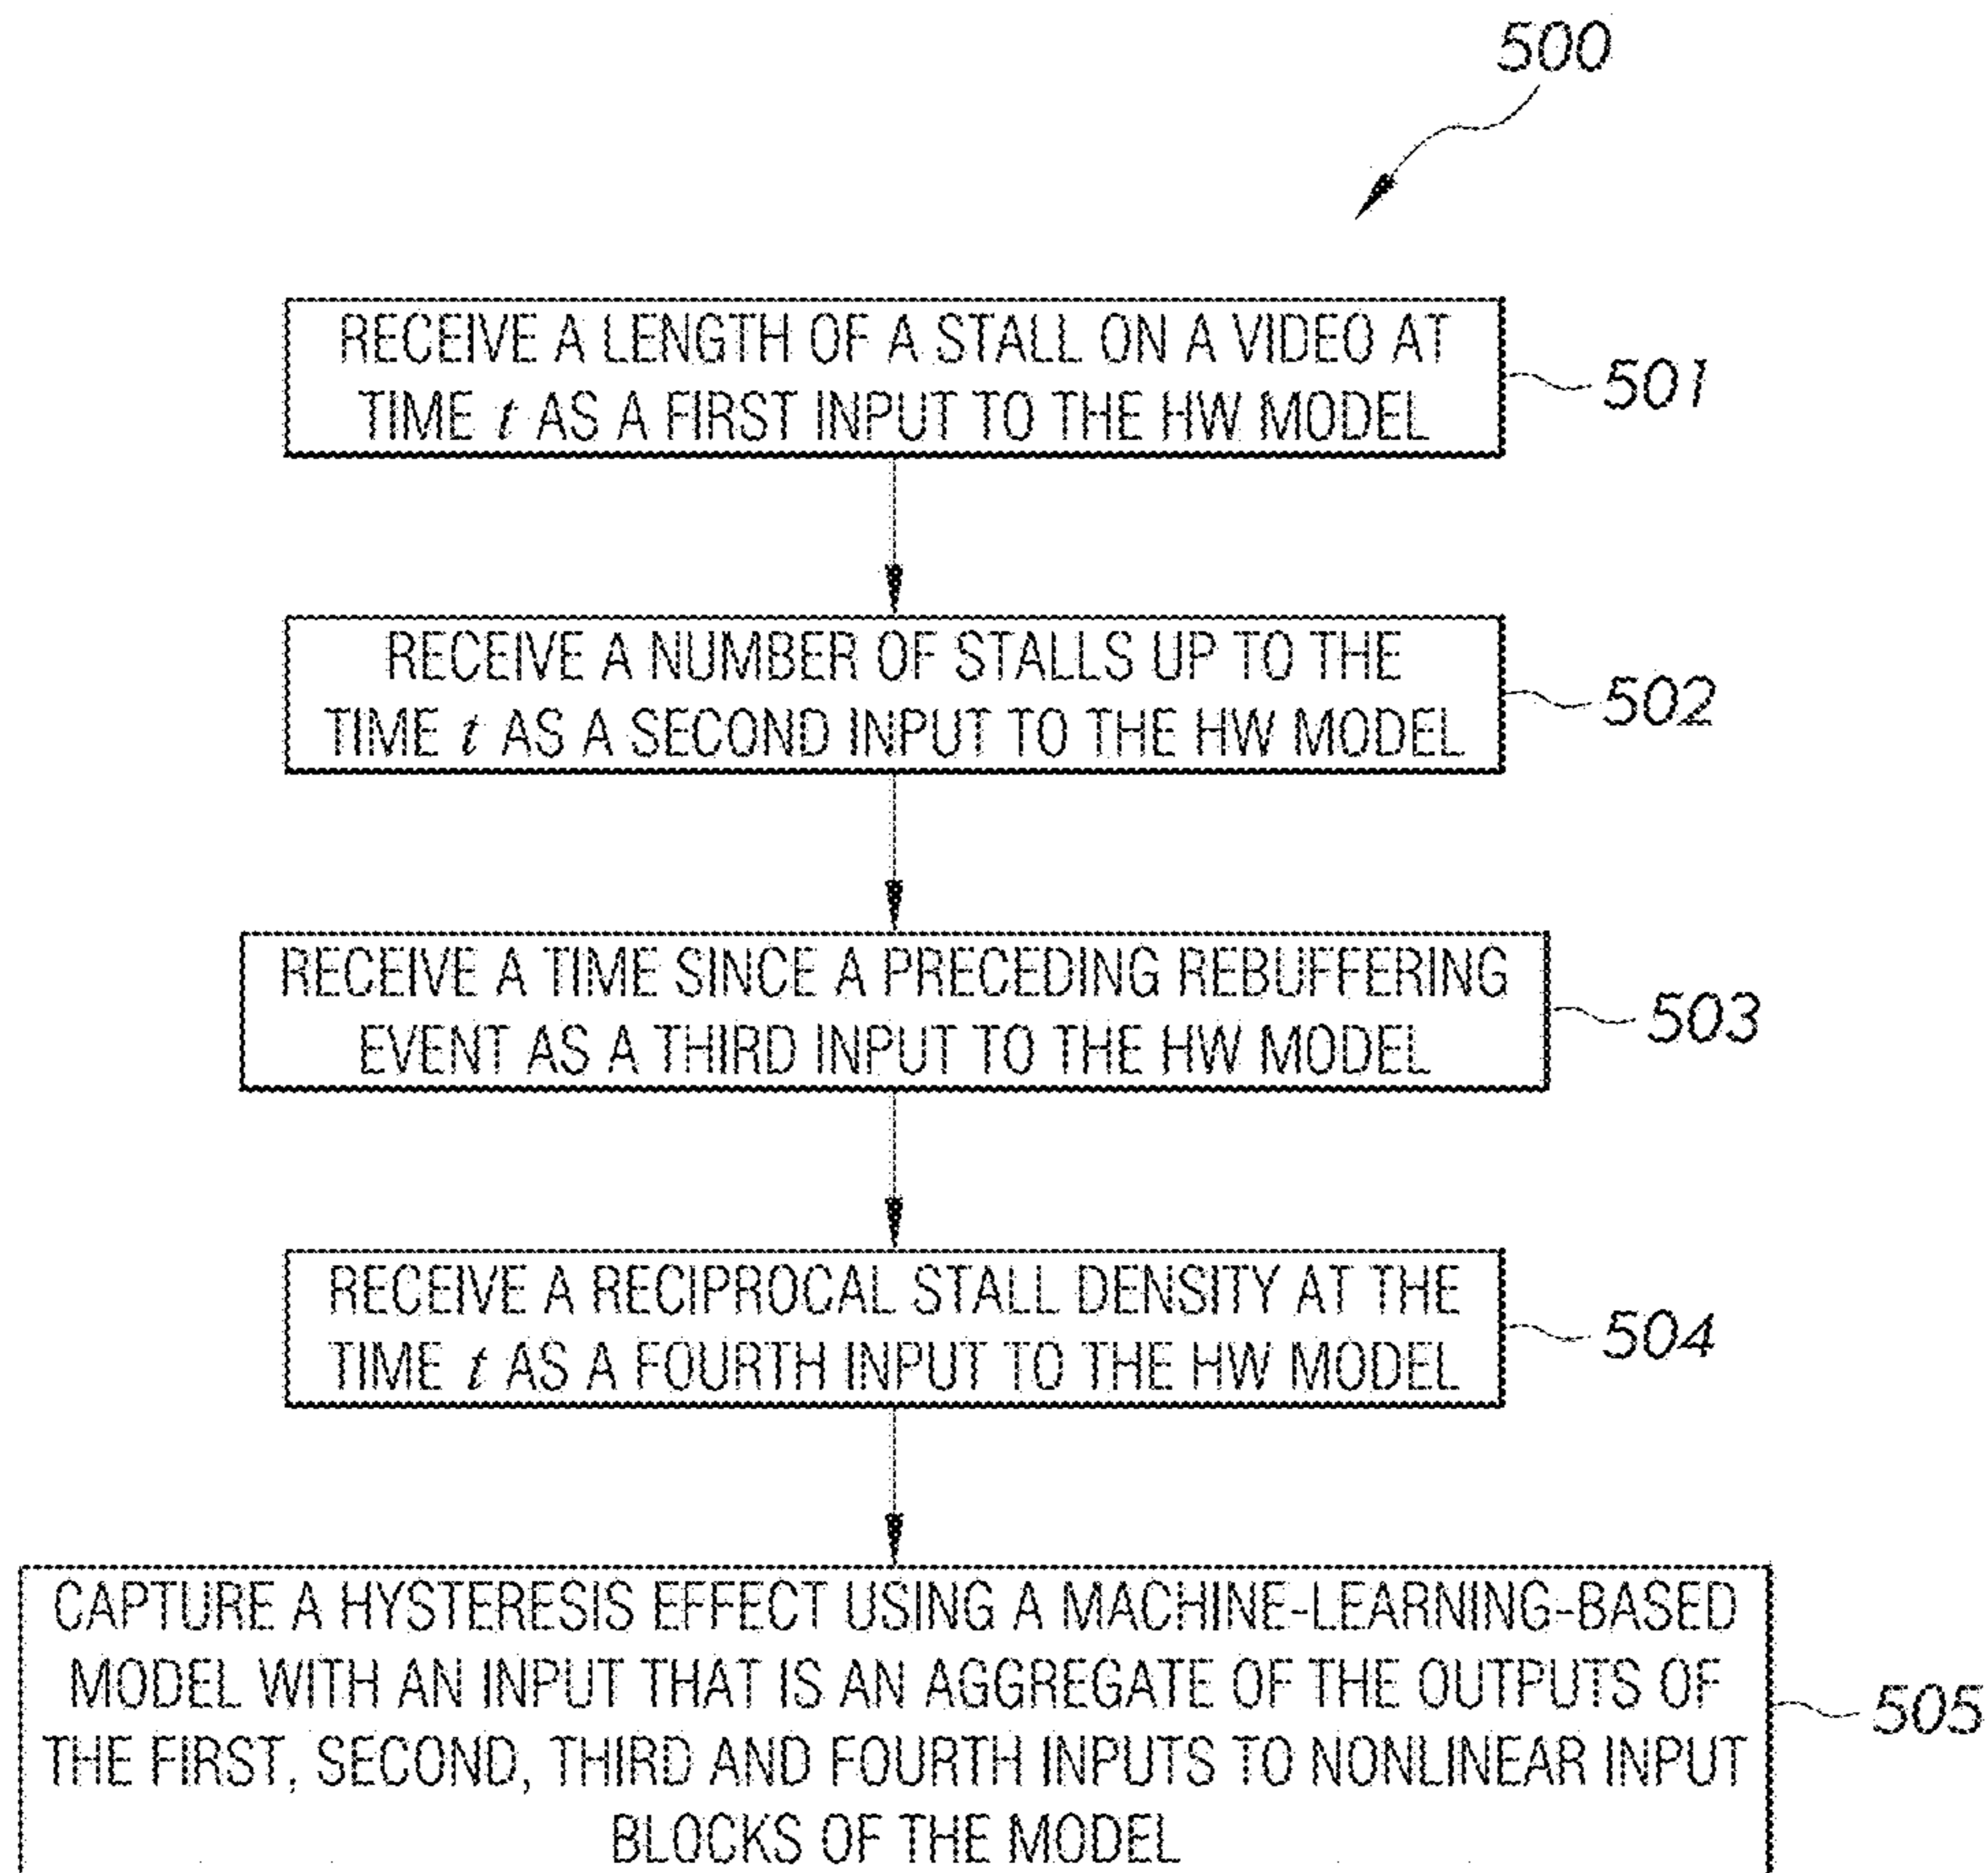 500
RECEIVE A LENGTH OF A STALL ON A VIDEO AT
TIME t AS A FIRST INPUT TO THE HW MODEL
501
RECEIVE A NUMBER OF STALLS UP TO THE
TIME t AS A SECOND INPUT TO THE HW MODEL
502
RECEIVE A TIME SINCE A PRECEDING REBUFFERING
EVENT AS A THIRD INPUT TO THE HW MODEL
503
RECEIVE A RECIPROCAL STALL DENSITY AT THE
TIME t AS A FOURTH INPUT TO THE HW MODEL
504
CAPTURE A HYSTERESIS EFFECT USING A MACHINE-LEARNING-BASED
MODEL WITH AN INPUT THAT IS AN AGGREGATE OF THE OUTPUTS OF
THE FIRST, SECOND, THIRD AND FOURTH INPUTS TO NONLINEAR INPUT
BLOCKS OF THE MODEL
505